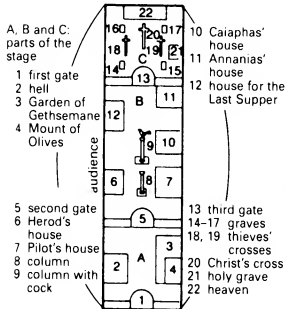 A, B and C:
parts of the
stage
1 first gate
2 hell
3 Garden of
Gethsemane
4 Mount of
Olives
5 second gate
6 Herod's
house
7 Pilot's house
8 column
9 column with
cock
audience
22
16
20
17
18
19
21
C
14
13
15
11
B
12
10
9
6
8
7
5
A
3
2
4
1
10 Caiaphas'
house
11 Annanias'
house
12 house for the
Last Supper
13 third gate
14-17 graves
18, 19 thieves'
crosses
20 Christ's cross
21 holy grave
22 heaven